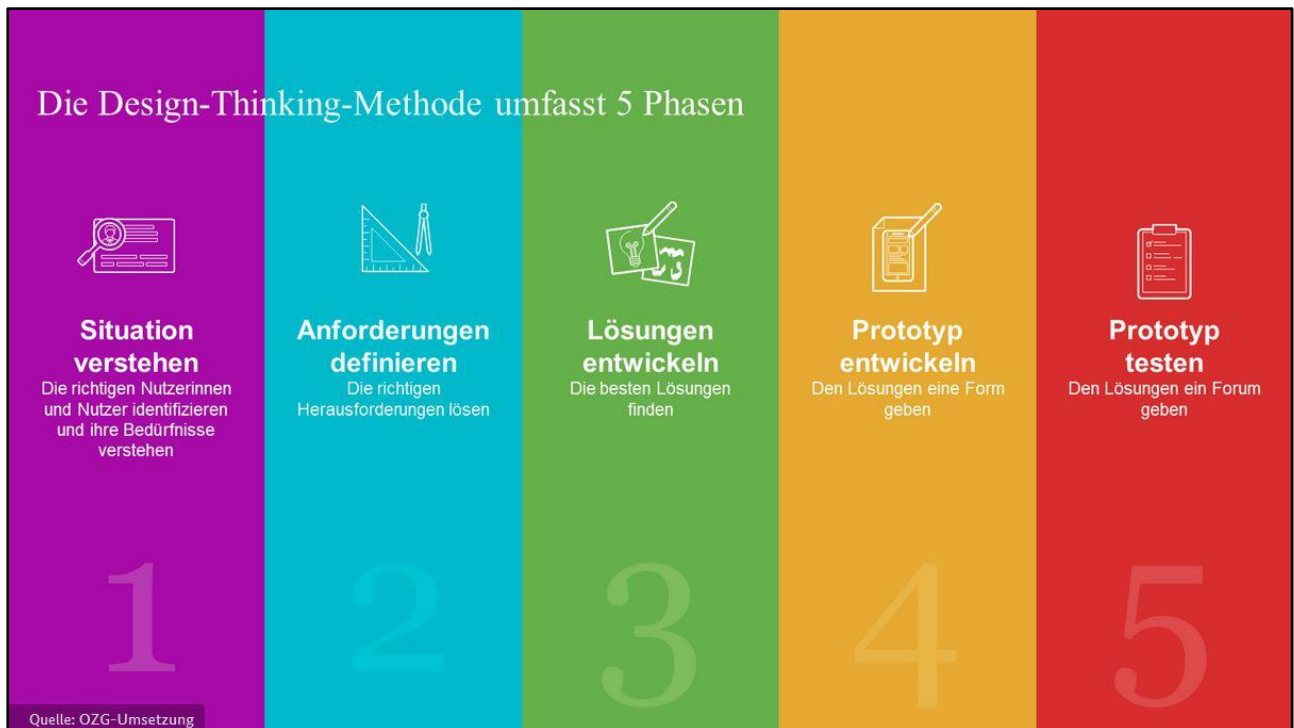 Die Design-Thinking-Methode umfasst 5 Phasen
Situation
verstehen
Die richtigen Nutzerinnen
und Nutzer identifizieren
und ihre Bedürfnisse
verstehen
1
Anforderungen
definieren
Die richtigen
Herausforderungen lösen
2
Lösungen
entwickeln
Die besten Lösungen
finden
3
Prototyp
entwickeln
Den Lösungen eine Form
geben
4
Prototyp
testen
Den Lösungen ein Forum
geben
5
Quelle: OZG-Umsetzung